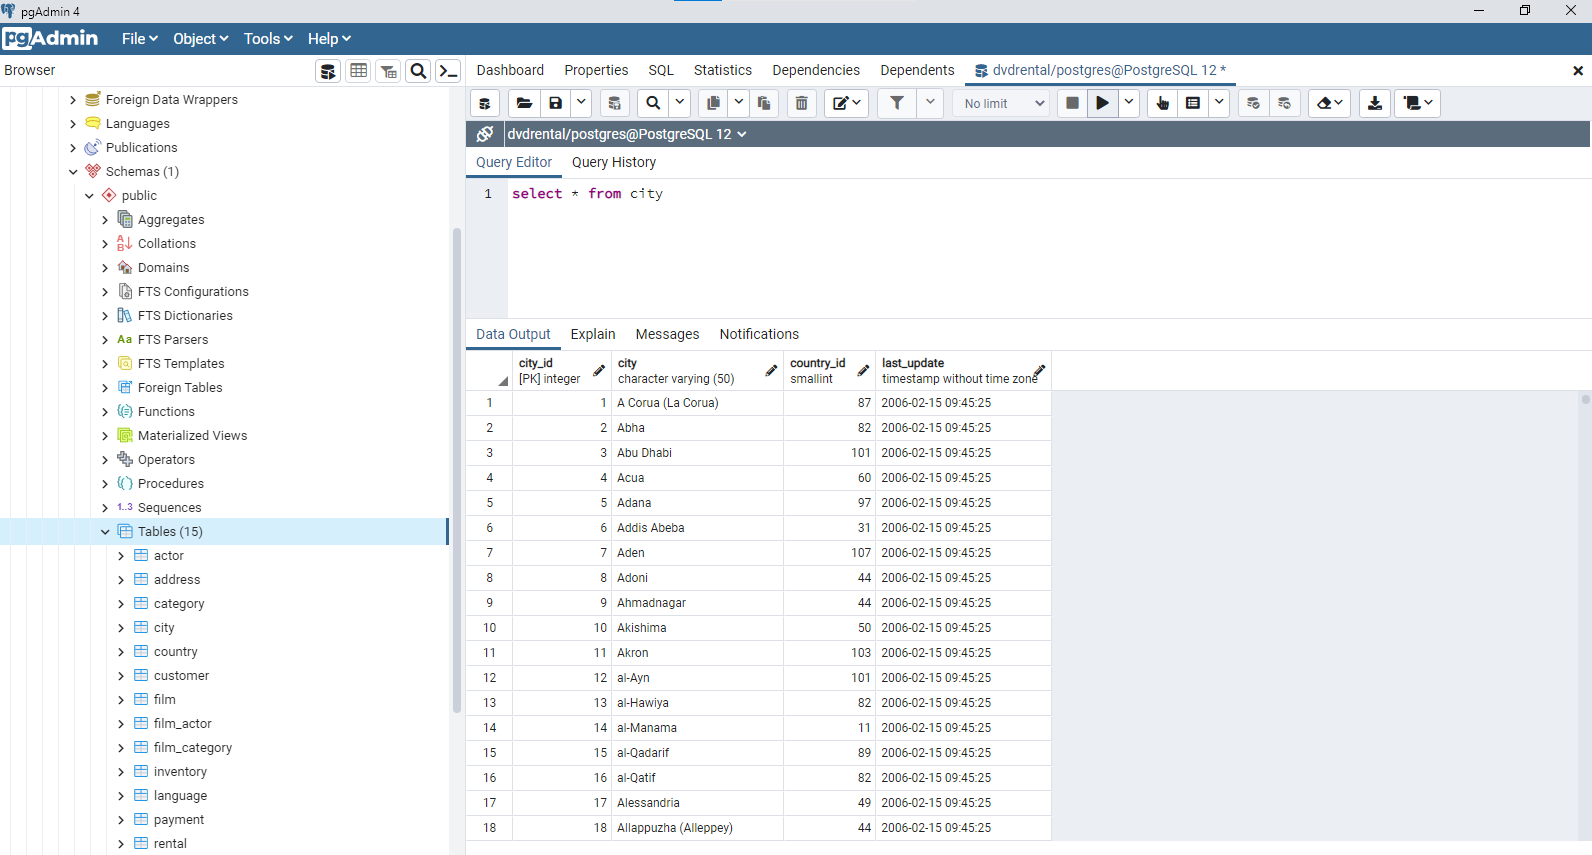 pgAdmin 4
pgAdmin File Object Tools Help
Browser
Dashboard Properties SQL Statistics Dependencies Dependents dvdrental/postgres@PostgreSQL 12 *
No limit
dvdrental/postgres@PostgreSQL 12
Query Editor Query History
1 select * from city
Foreign Data Wrappers
Languages
Publications
Schemas (1)
public
Aggregates
Collations
Domains
FTS Configurations
FTS Dictionaries
Aa FTS Parsers
FTS Templates
Foreign Tables
Functions
Materialized Views
Operators
Procedures
1..3 Sequences
Tables (15)
actor
address
category
city
country
customer
film
film_actor
film_category
inventory
language
payment
rental
Data Output Explain Messages Notifications
city_id city country_id last_update
[PK] integer character varying (50) smallint timestamp without time zone
1 1 A Corua (La Corua) 87 2006-02-15 09:45:25
2 2 Abha 82 2006-02-15 09:45:25
3 3 Abu Dhabi 101 2006-02-15 09:45:25
4 4 Acua 60 2006-02-15 09:45:25
5 5 Adana 97 2006-02-15 09:45:25
6 6 Addis Abeba 31 2006-02-15 09:45:25
7 7 Aden 107 2006-02-15 09:45:25
8 8 Adoni 44 2006-02-15 09:45:25
9 9 Ahmadnagar 44 2006-02-15 09:45:25
10 10 Akishima 50 2006-02-15 09:45:25
11 11 Akron 103 2006-02-15 09:45:25
12 12 al-Ayn 101 2006-02-15 09:45:25
13 13 al-Hawiya 82 2006-02-15 09:45:25
14 14 al-Manama 11 2006-02-15 09:45:25
15 15 al-Qadarif 89 2006-02-15 09:45:25
16 16 al-Qatif 82 2006-02-15 09:45:25
17 17 Alessandria 49 2006-02-15 09:45:25
18 18 Allappuzha (Alleppey) 44 2006-02-15 09:45:25